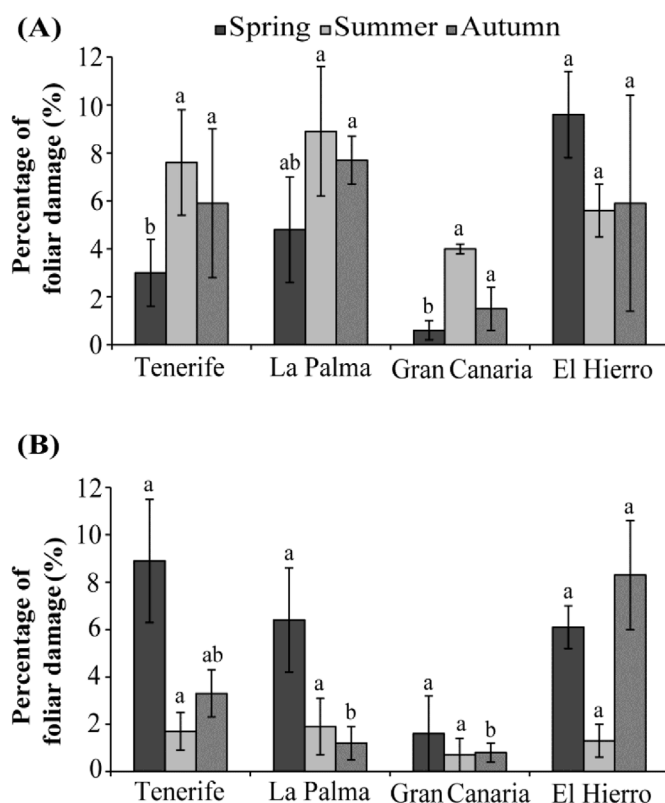 (A) Spring Summer Autumn
Percentage of
foliar damage (%)
12
10
8
6
4
2
0
b a a
ab a a
b a a
a a a
Tenerife La Palma Gran Canaria El Hierro
(B)
Percentage of
foliar damage (%)
12
10
8
6
4
2
0
a a ab
a a b
a a b
a a a
Tenerife La Palma Gran Canaria El Hierro